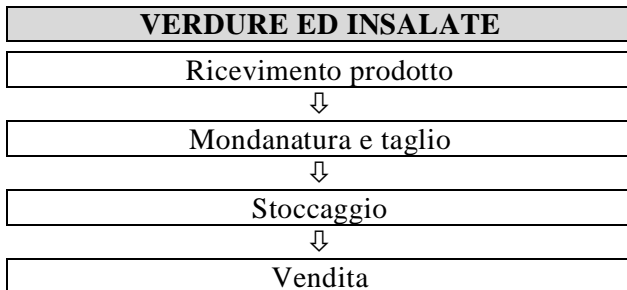 VERDURE ED INSALATE
Ricevimento prodotto
⇩
Mondanatura e taglio
⇩
Stoccaggio
⇩
Vendita